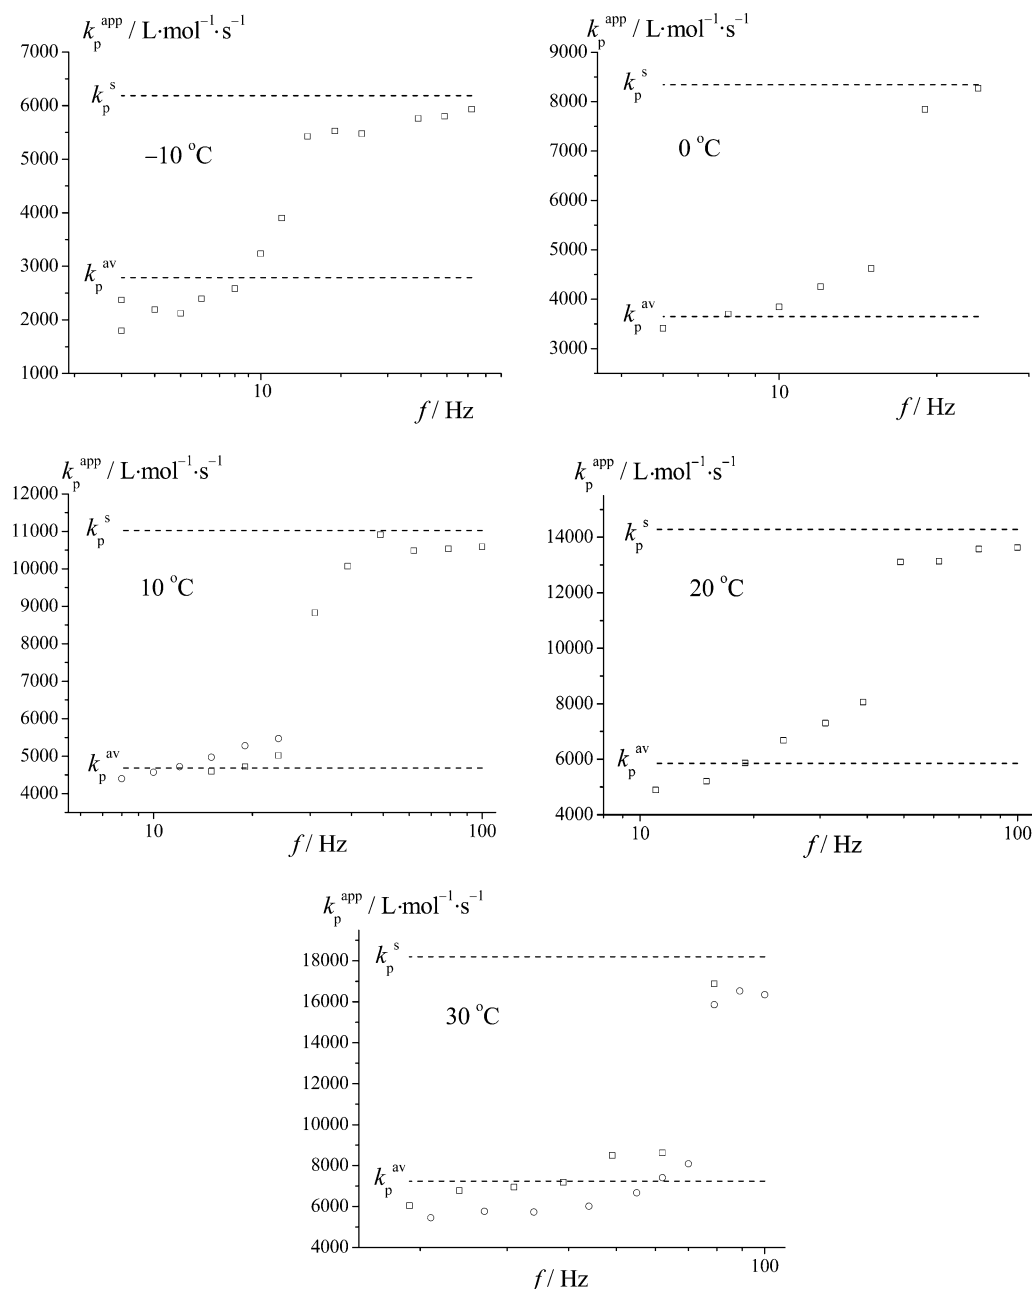 k_p^app / L·mol⁻¹·s⁻¹
7000
k_p^s
6000
5000
−10 °C
4000
k_p^av
3000
2000
1000
10
f / Hz
k_p^app / L·mol⁻¹·s⁻¹
9000
k_p^s
8000
7000
0 °C
6000
5000
4000
k_p^av
3000
10
f / Hz
k_p^app / L·mol⁻¹·s⁻¹
12000
k_p^s
11000
10000
10 °C
9000
8000
7000
6000
5000
k_p^av
4000
10
100
f / Hz
k_p^app / L·mol⁻¹·s⁻¹
14000
k_p^s
12000
20 °C
10000
8000
6000
k_p^av
4000
10
100
f / Hz
k_p^app / L·mol⁻¹·s⁻¹
18000
k_p^s
16000
30 °C
14000
12000
10000
8000
k_p^av
6000
4000
100
f / Hz